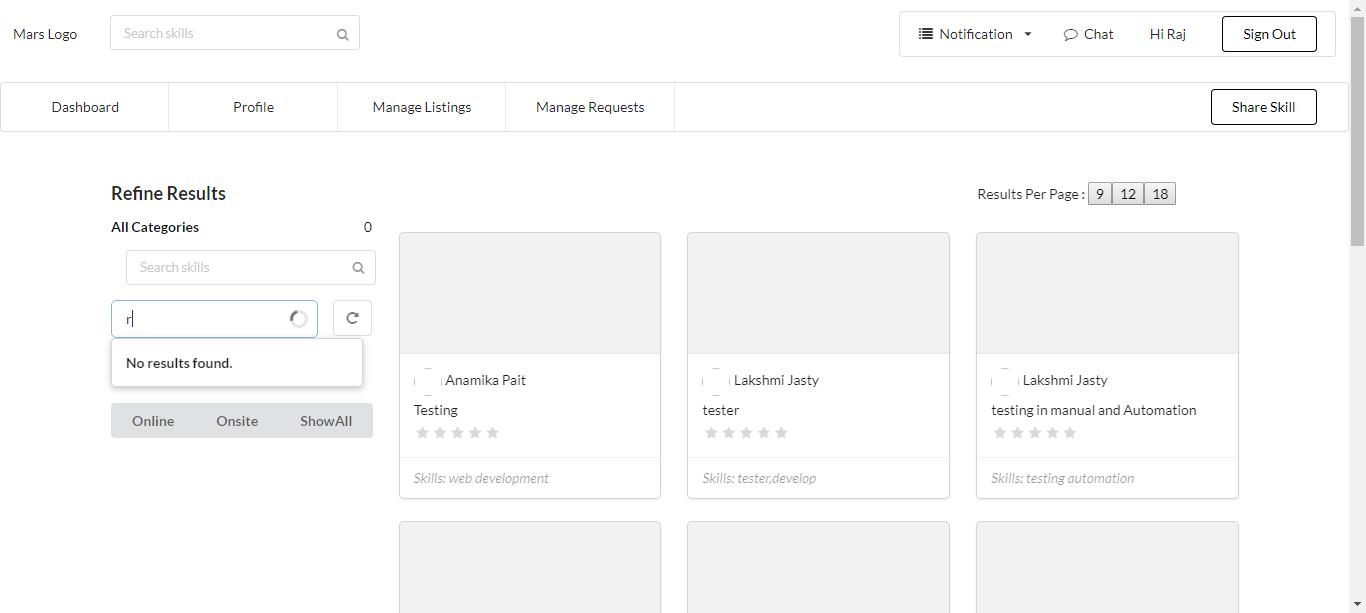 Mars Logo
Search skills
Notification
Chat
Hi Raj
Sign Out
Dashboard
Profile
Manage Listings
Manage Requests
Share Skill
Refine Results
Results Per Page : 9 12 18
All Categories 0
Search skills
r
No results found.
Online Onsite ShowAll
Anamika Pait
Testing
Skills: web development
Lakshmi Jasty
tester
Skills: tester,develop
Lakshmi Jasty
testing in manual and Automation
Skills: testing automation